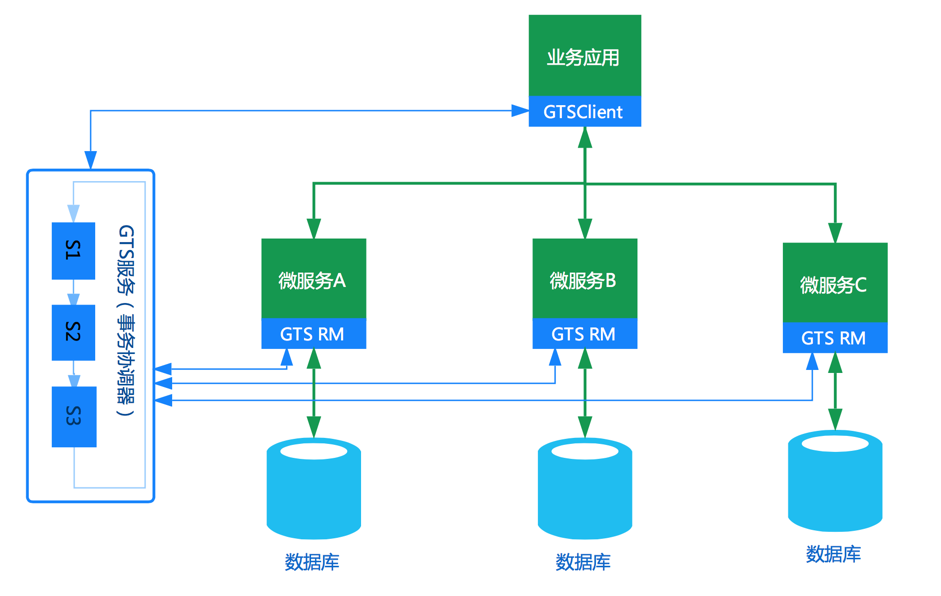 业务应用
GTSClient
GTS服务（事务协调器）
S1
S2
S3
微服务A
GTS RM
微服务B
GTS RM
微服务C
GTS RM
数据库
数据库
数据库